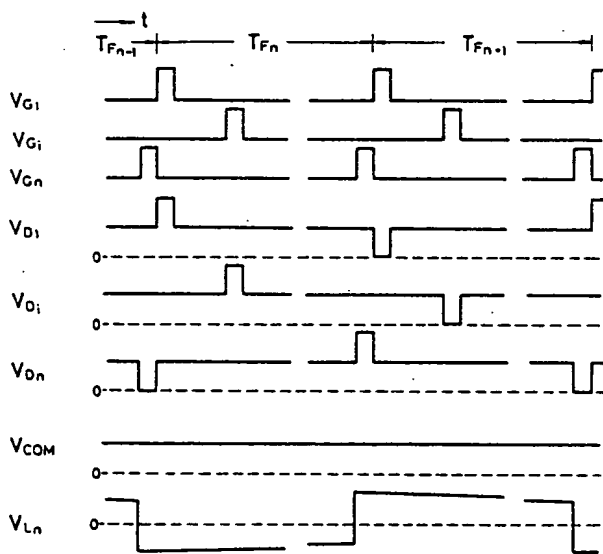 t
TFn-1 TFn TFn+1
VG1
VGi
VGn
VD1
0
VDi
0
VDn
0
VCOM
0
VLn
0